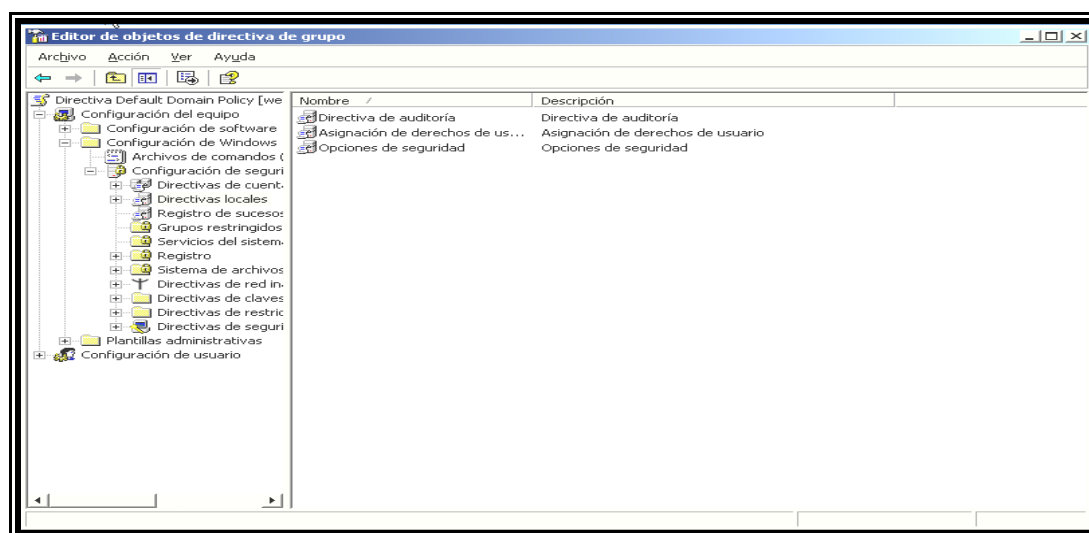 Editor de objetos de directiva de grupo
Archivo Acción Ver Ayuda
Directiva Default Domain Policy [we
Configuración del equipo
Configuración de software
Configuración de Windows
Archivos de comandos (
Configuración de seguri
Directivas de cuent
Directivas locales
Registro de suceso
Grupos restringidos
Servicios del sistem
Registro
Sistema de archivos
Directivas de red in
Directivas de claves
Directivas de restric
Directivas de seguri
Plantillas administrativas
Configuración de usuario
Nombre Descripción
Directiva de auditoría Directiva de auditoría
Asignación de derechos de us... Asignación de derechos de usuario
Opciones de seguridad Opciones de seguridad